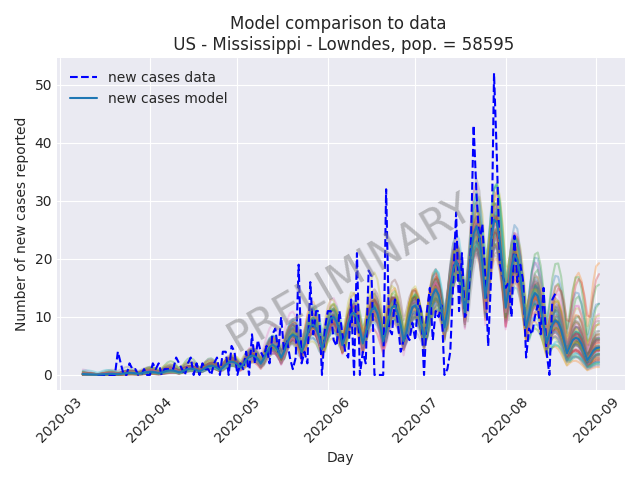 Model comparison to data
US - Mississippi - Lowndes, pop. = 58595
new cases data
new cases model
PRELIMINARY
Number of new cases reported
50
40
30
20
10
0
2020-03
2020-04
2020-05
2020-06
2020-07
2020-08
2020-09
Day